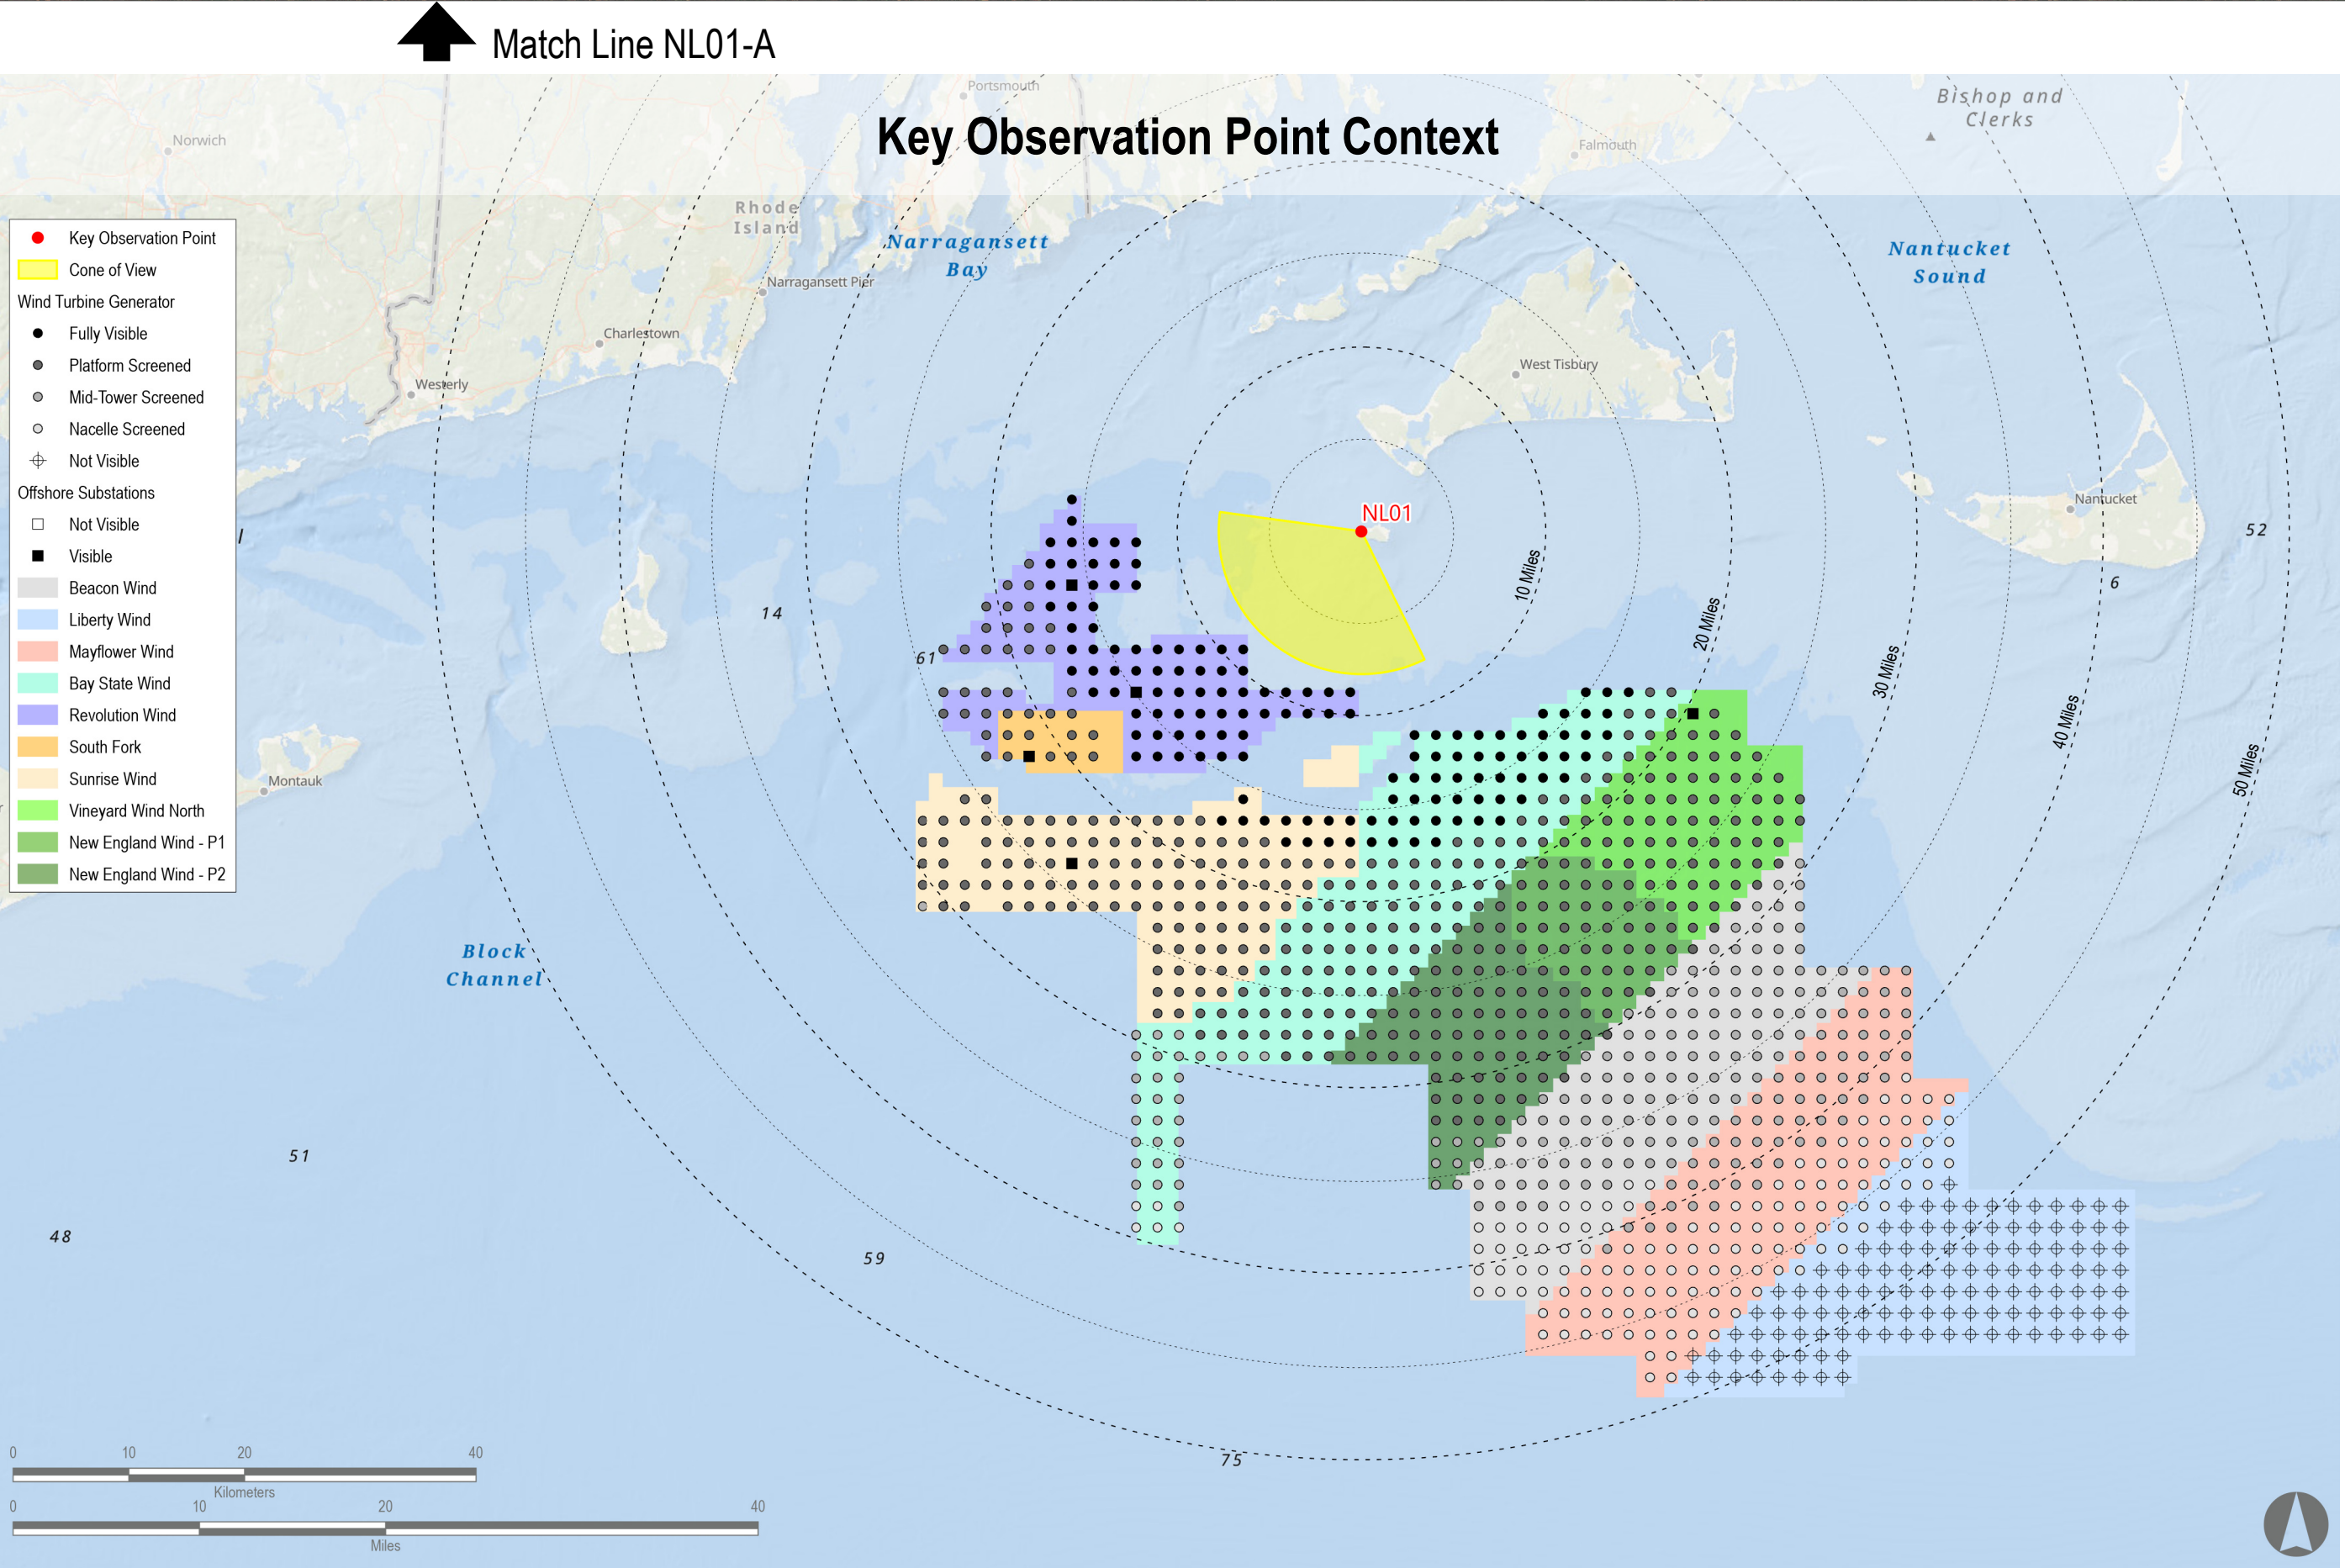 Match Line NL01-A
Portsmouth
Bishop and
Clerks
Key Observation Point Context
Norwich
Falmouth
Rhode
Island
Narragansett
Bay
Nantucket
Sound
Narragansett Pier
Charlestown
Westerly
West Tisbury
Nantucket
Montauk
Block
Channel
Key Observation Point
Cone of View
Wind Turbine Generator
Fully Visible
Platform Screened
Mid-Tower Screened
Nacelle Screened
Not Visible
Offshore Substations
Not Visible
Visible
Beacon Wind
Liberty Wind
Mayflower Wind
Bay State Wind
Revolution Wind
South Fork
Sunrise Wind
Vineyard Wind North
New England Wind - P1
New England Wind - P2
NL01
10 Miles
20 Miles
30 Miles
40 Miles
50 Miles
52
6
14
61
51
48
59
75
0 10 20 40
Kilometers
0 10 20 40
Miles